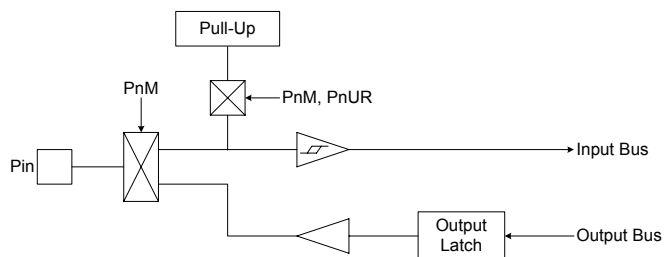 Pull-Up
PnM
PnM, PnUR
Pin
Input Bus
Output
Latch
Output Bus